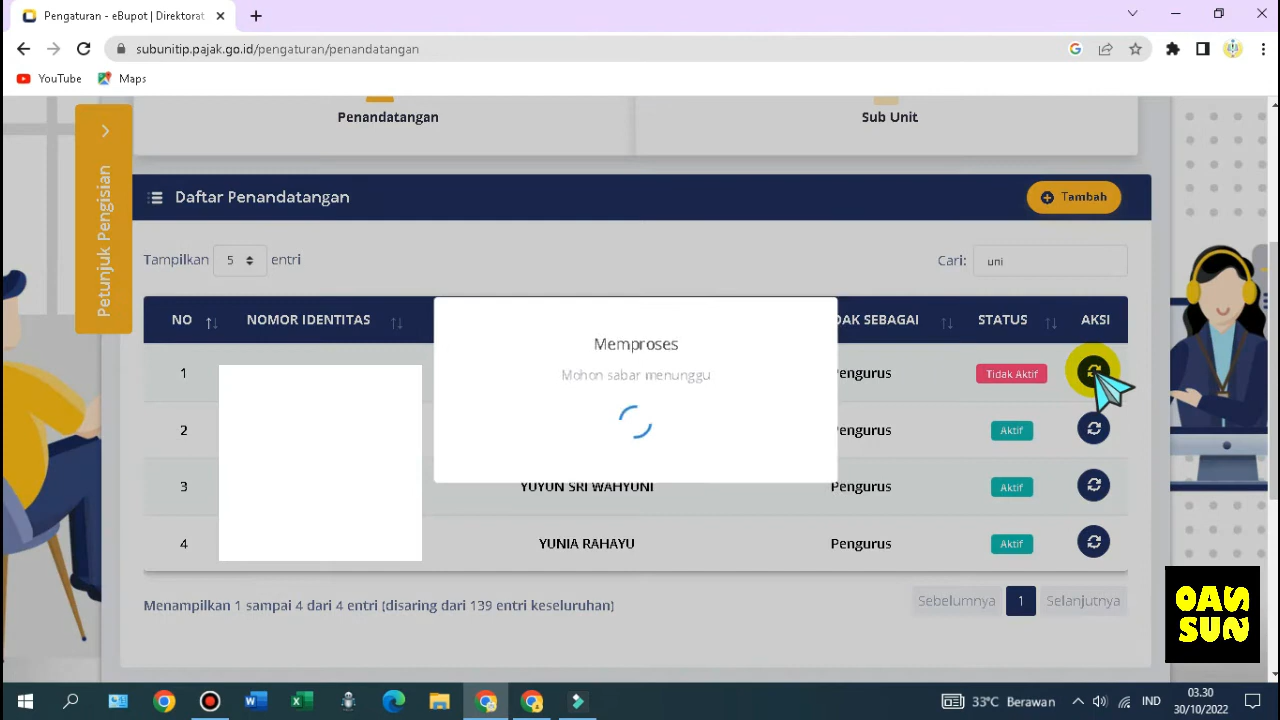 Pengaturan - eBupot | Direktorat
subunitip.pajak.go.id/pengaturan/penandatangan
YouTube Maps
Penandatangan Sub Unit
Petunjuk Pengisian
Daftar Penandatangan Tambah
Tampilkan 5 entri Cari: uni
NO NOMOR IDENTITAS DAK SEBAGAI STATUS AKSI
Memproses
Mohon sabar menunggu
1 engurus Tidak Aktif
2 engurus Aktif
3 YUYUN SRI WAHYUNI Pengurus Aktif
4 YUNIA RAHAYU Pengurus Aktif
Menampilkan 1 sampai 4 dari 4 entri (disaring dari 139 entri keseluruhan)
Sebelumnya 1 Selanjutnya
OAS
SUN
33°C Berawan IND 03.30
30/10/2022